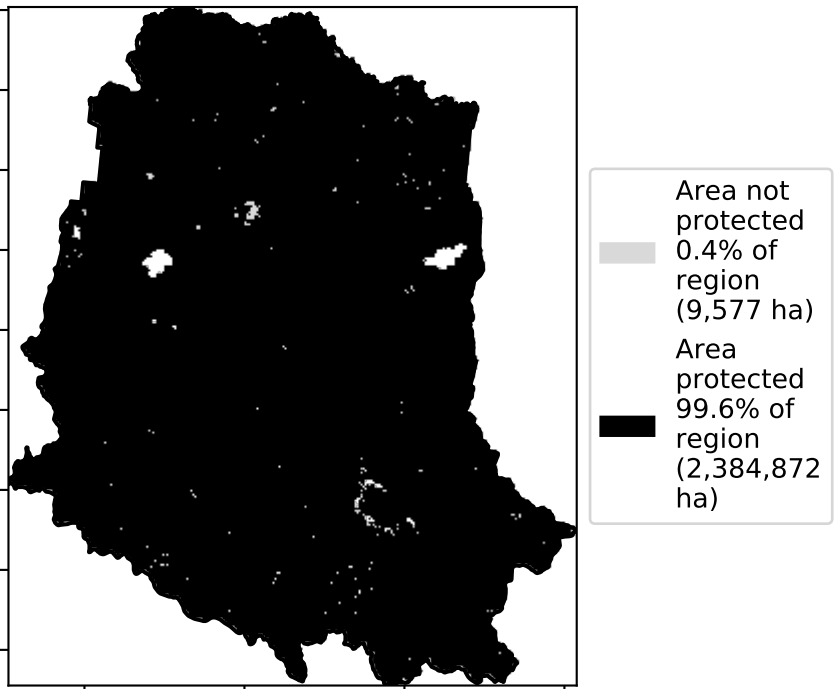 Area not
protected
0.4% of
region
(9,577 ha)
Area
protected
99.6% of
region
(2,384,872
ha)